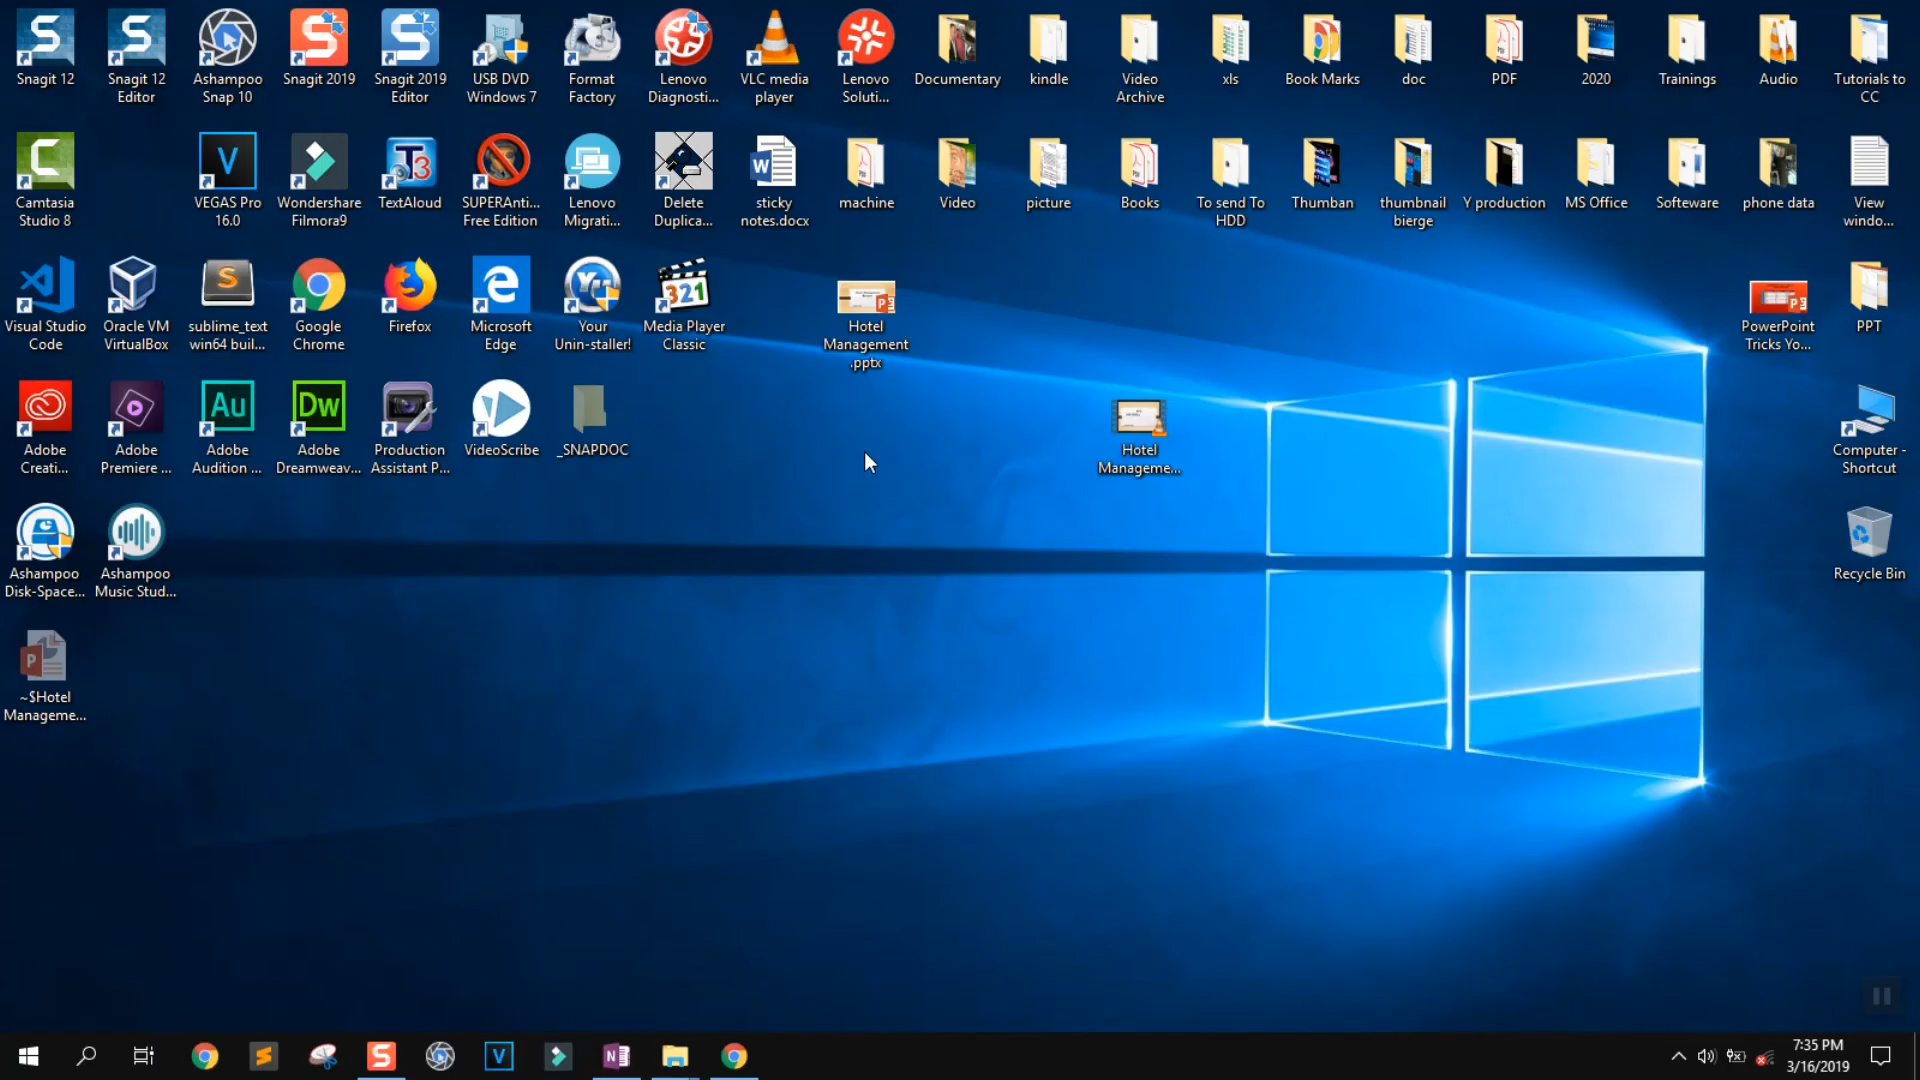 Snagit 12
Snagit 12
Editor
Ashampoo
Snap 10
Snagit 2019
Snagit 2019
Editor
USB DVD
Windows 7
Format
Factory
Lenovo
Diagnosti...
VLC media
player
Lenovo
Soluti...
Documentary
kindle
Video
Archive
xls
Book Marks
doc
PDF
2020
Trainings
Audio
Tutorials to
CC
Camtasia
Studio 8
VEGAS Pro
16.0
Wondershare
Filmora9
TextAloud
SUPERAnti...
Free Edition
Lenovo
Migrati...
Delete
Duplica...
sticky
notes.docx
machine
Video
picture
Books
To send To
HDD
Thumban
thumbnail
bierge
Y production
MS Office
Softeware
phone data
View
windo...
Visual Studio
Code
Oracle VM
VirtualBox
sublime_text
win64 buil...
Google
Chrome
Firefox
Microsoft
Edge
Your
Unin-staller!
321
Media Player
Classic
Hotel
Management
.pptx
PowerPoint
Tricks Yo...
PPT
Adobe
Creati...
Adobe
Premiere ...
Au
Adobe
Audition ...
Dw
Adobe
Dreamweav...
Production
Assistant P...
VideoScribe
_SNAPDOC
Hotel
Manageme...
Computer -
Shortcut
Ashampoo
Disk-Space...
Ashampoo
Music Stud...
Recycle Bin
~$Hotel
Manageme...
7:35 PM
3/16/2019